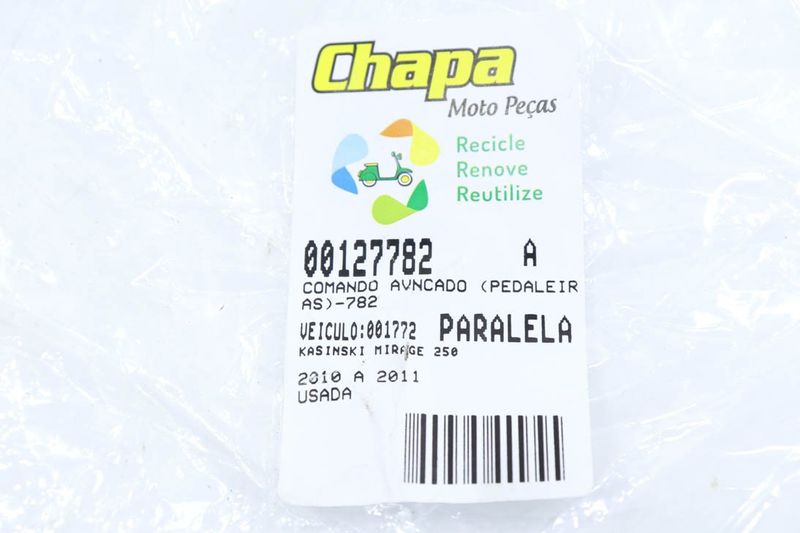 Chapa
Moto Peças
Recicle
Renove
Reutilize
00127782 A
COMANDO AVNCADO (PEDALEIR
AS)-782
VEICULO:001772 PARALELA
KASINSKI MIRAGE 250
2010 A 2011
USADA